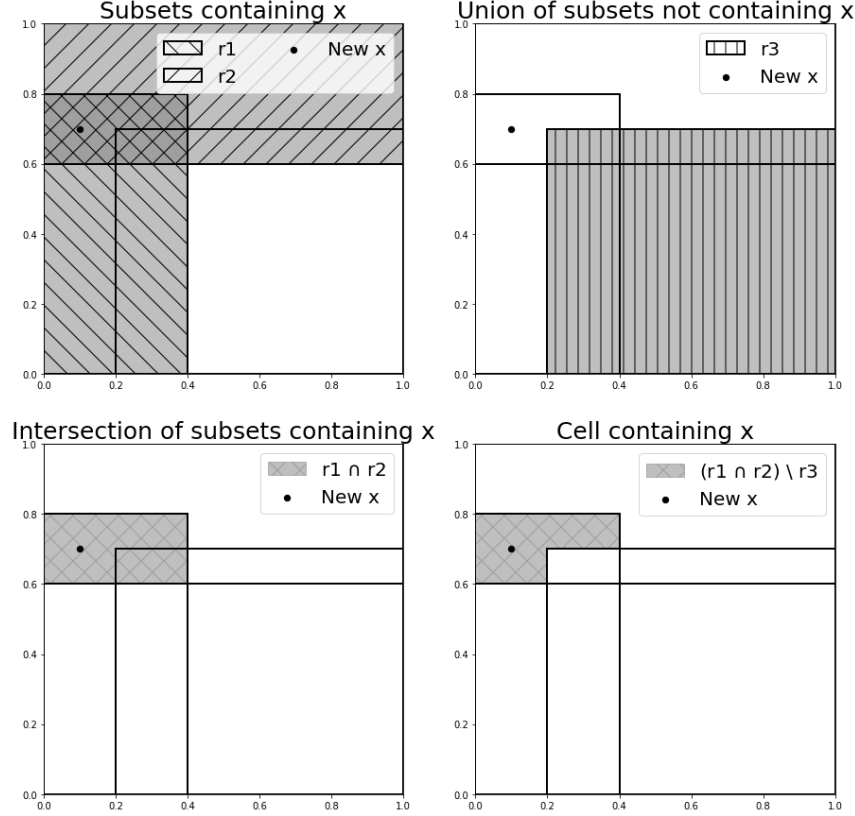 Subsets containing x
r1
r2
New x
1.0
0.8
0.6
0.4
0.2
0.0
0.0 0.2 0.4 0.6 0.8 1.0
Union of subsets not containing x
r3
New x
1.0
0.8
0.6
0.4
0.2
0.0
0.0 0.2 0.4 0.6 0.8 1.0
Intersection of subsets containing x
r1 ∩ r2
New x
1.0
0.8
0.6
0.4
0.2
0.0
0.0 0.2 0.4 0.6 0.8 1.0
Cell containing x
(r1 ∩ r2) \ r3
New x
1.0
0.8
0.6
0.4
0.2
0.0
0.0 0.2 0.4 0.6 0.8 1.0